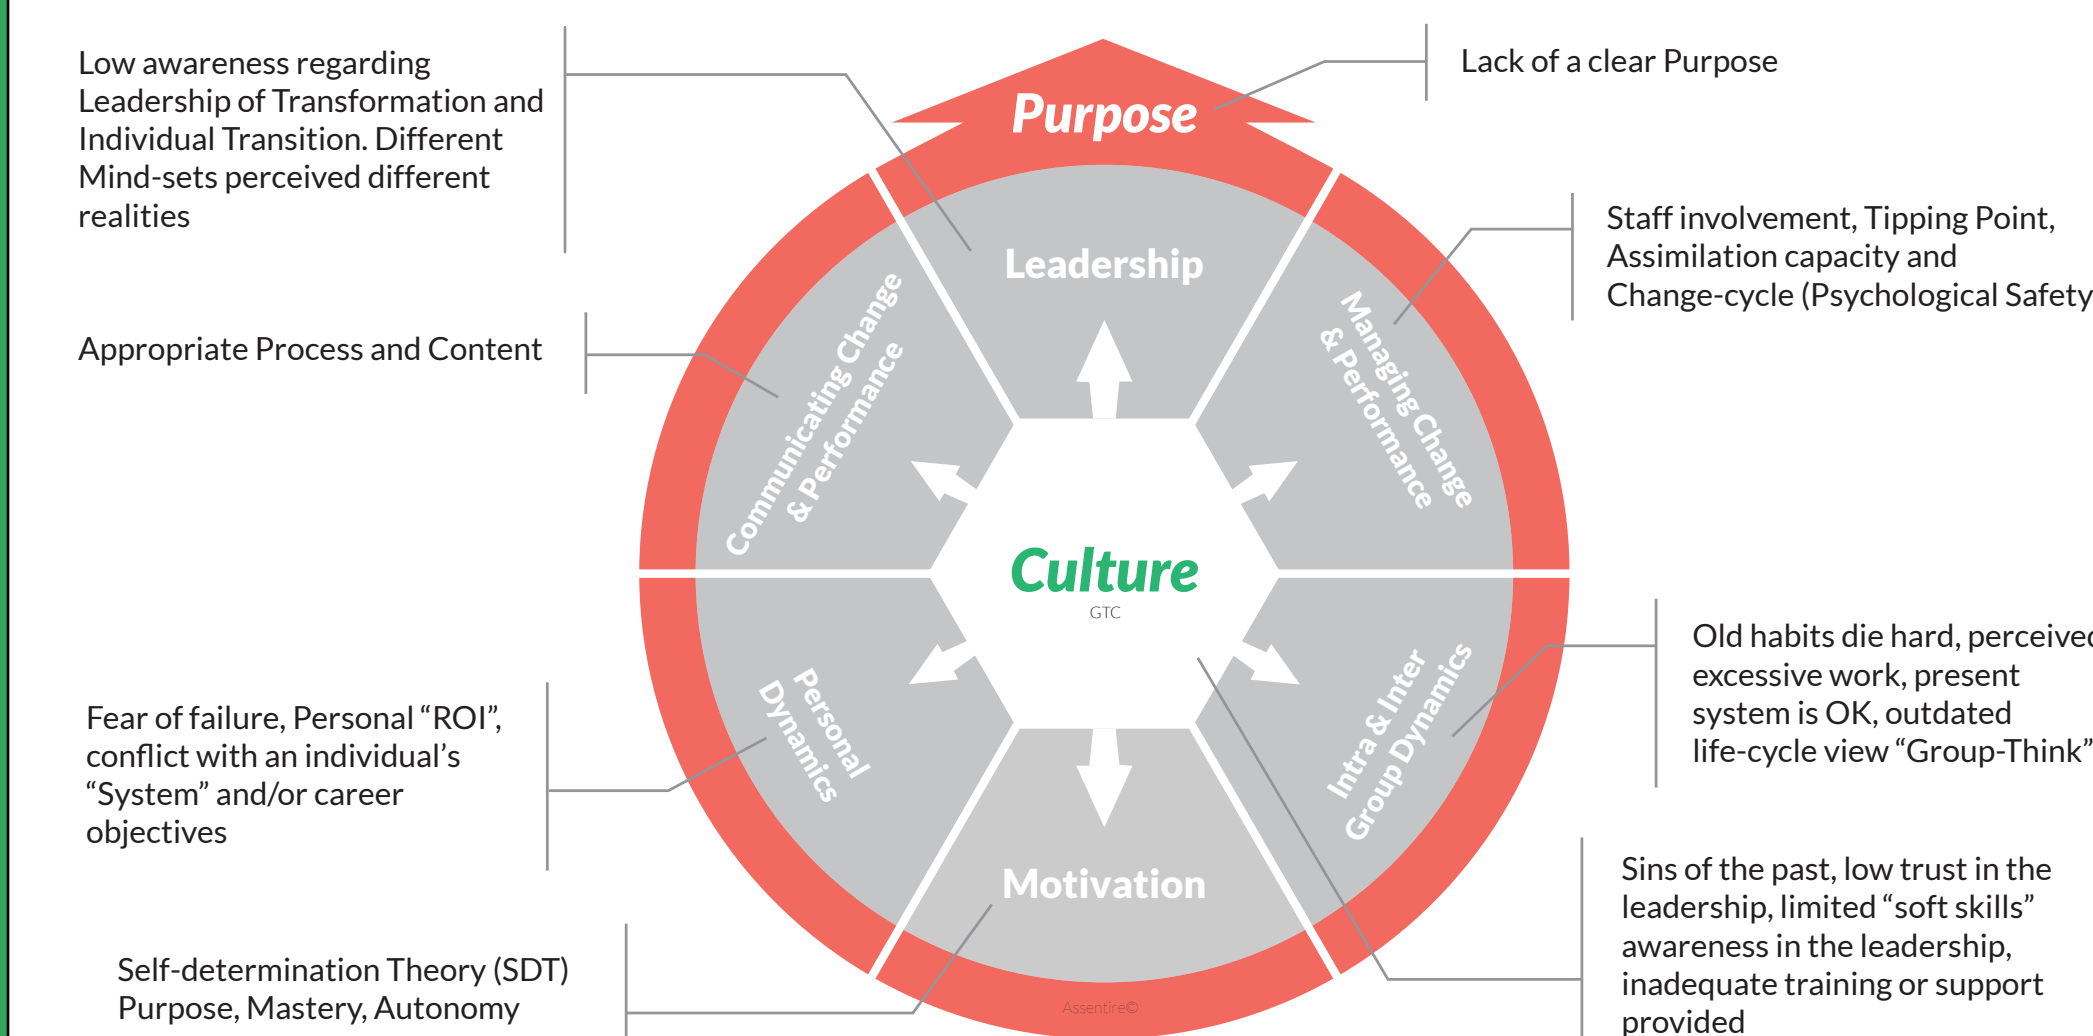 Low awareness regarding
Leadership of Transformation and
Individual Transition. Different
Mind-sets perceived different
realities
Lack of a clear Purpose
Purpose
Staff involvement, Tipping Point,
Assimilation capacity and
Change-cycle (Psychological Safety
Leadership
Appropriate Process and Content
Communicating Change
& Performance
Managing Change
& Performance
Culture
GTC
Old habits die hard, perceived
excessive work, present
system is OK, outdated
life-cycle view “Group-Think”
Fear of failure, Personal “ROI”,
conflict with an individual’s
“System” and/or career
objectives
Personal
Dynamics
Intra & Inter
Group Dynamics
Motivation
Sins of the past, low trust in the
leadership, limited “soft skills”
awareness in the leadership,
inadequate training or support
provided
Self-determination Theory (SDT)
Purpose, Mastery, Autonomy
Assentire©